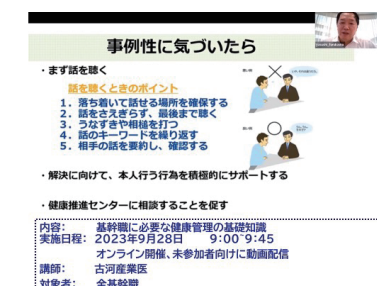 事例性に気づいたら
・まず話を聴く
話を聴くときのポイント
1. 落ち着いて話せる場所を確保する
2. 話をさえぎらず、最後まで聴く
3. うなずきや相槌を打つ
4. 話のキーワードを繰り返す
5. 相手の話を要約し、確認する
・解決に向けて、本人行う行為を積極的にサポートする
・健康推進センターに相談することを促す
内容: 基幹職に必要な健康管理の基礎知識
実施日程: 2023年9月28日 9:00~9:45
オンライン開催、未参加者向けに動画配信
講師: 古河産業医
対象者: 全基幹職